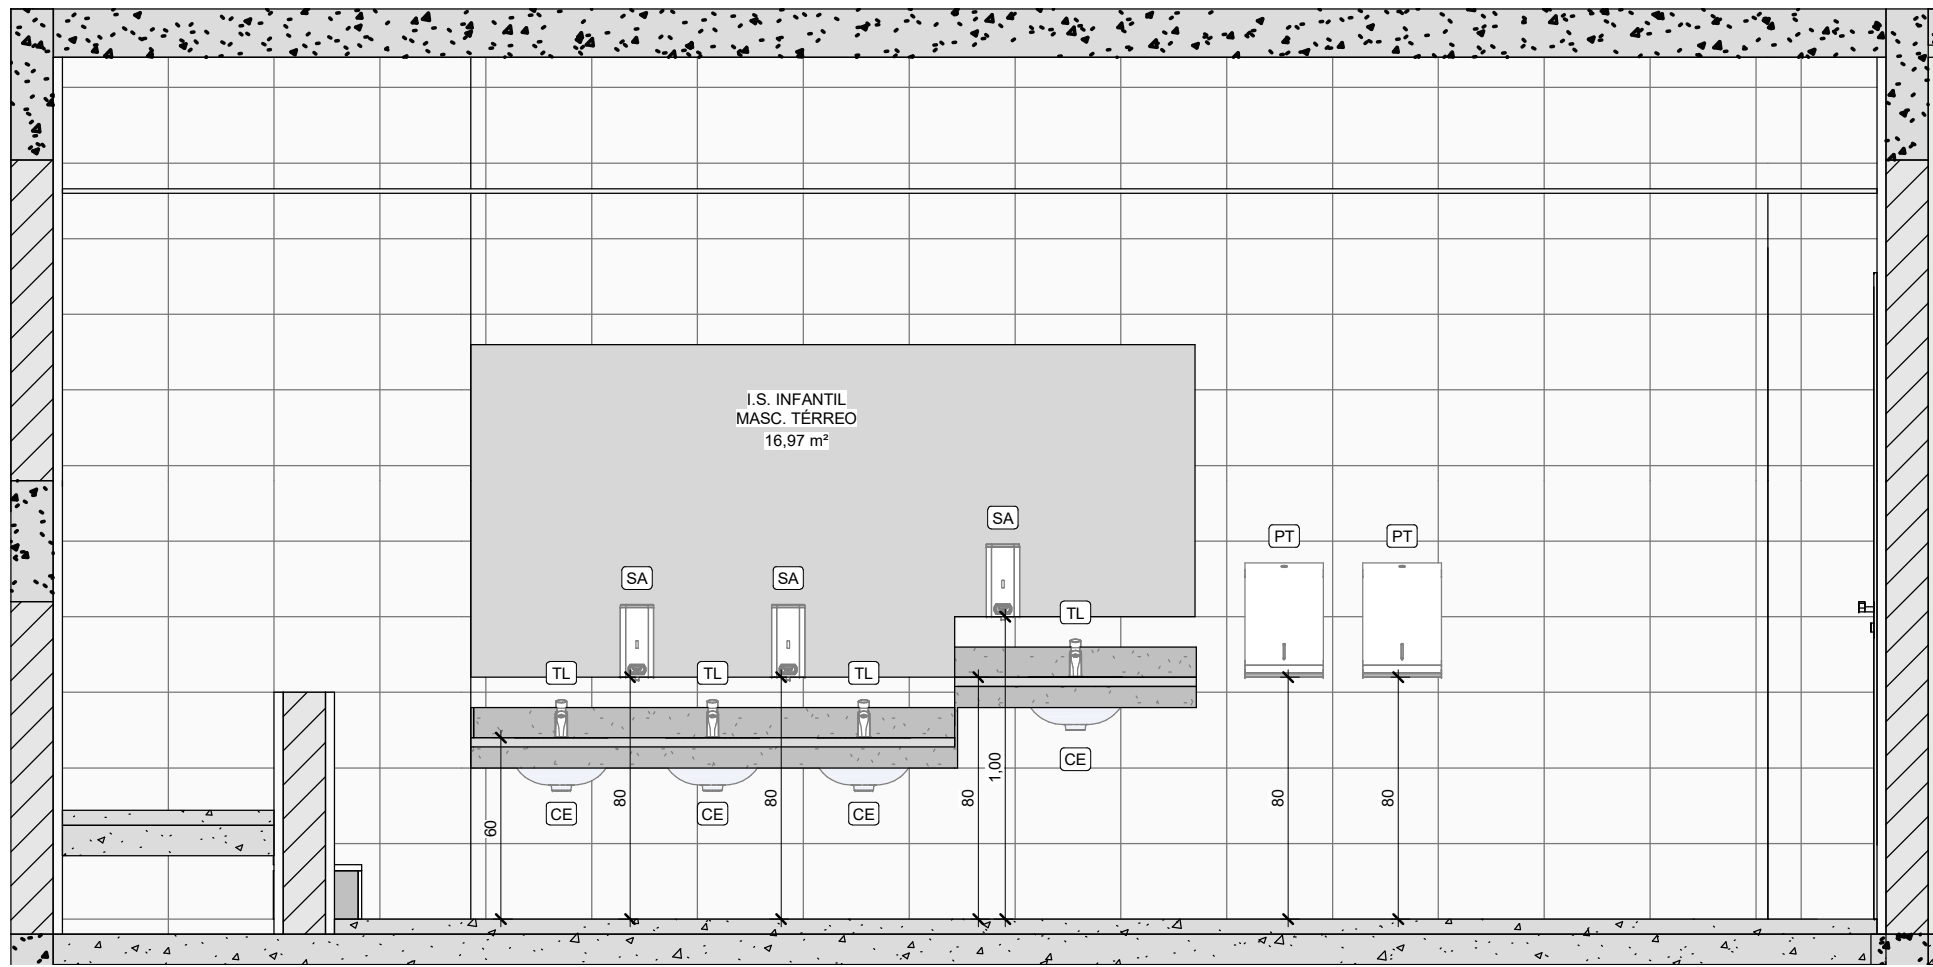 I.S. INFANTIL
MASC. TÉRREO
16,97 m²
SA
PT
PT
SA
SA
TL
TL
TL
TL
CE
1,00
80
80
80
80
80
CE
CE
CE
60